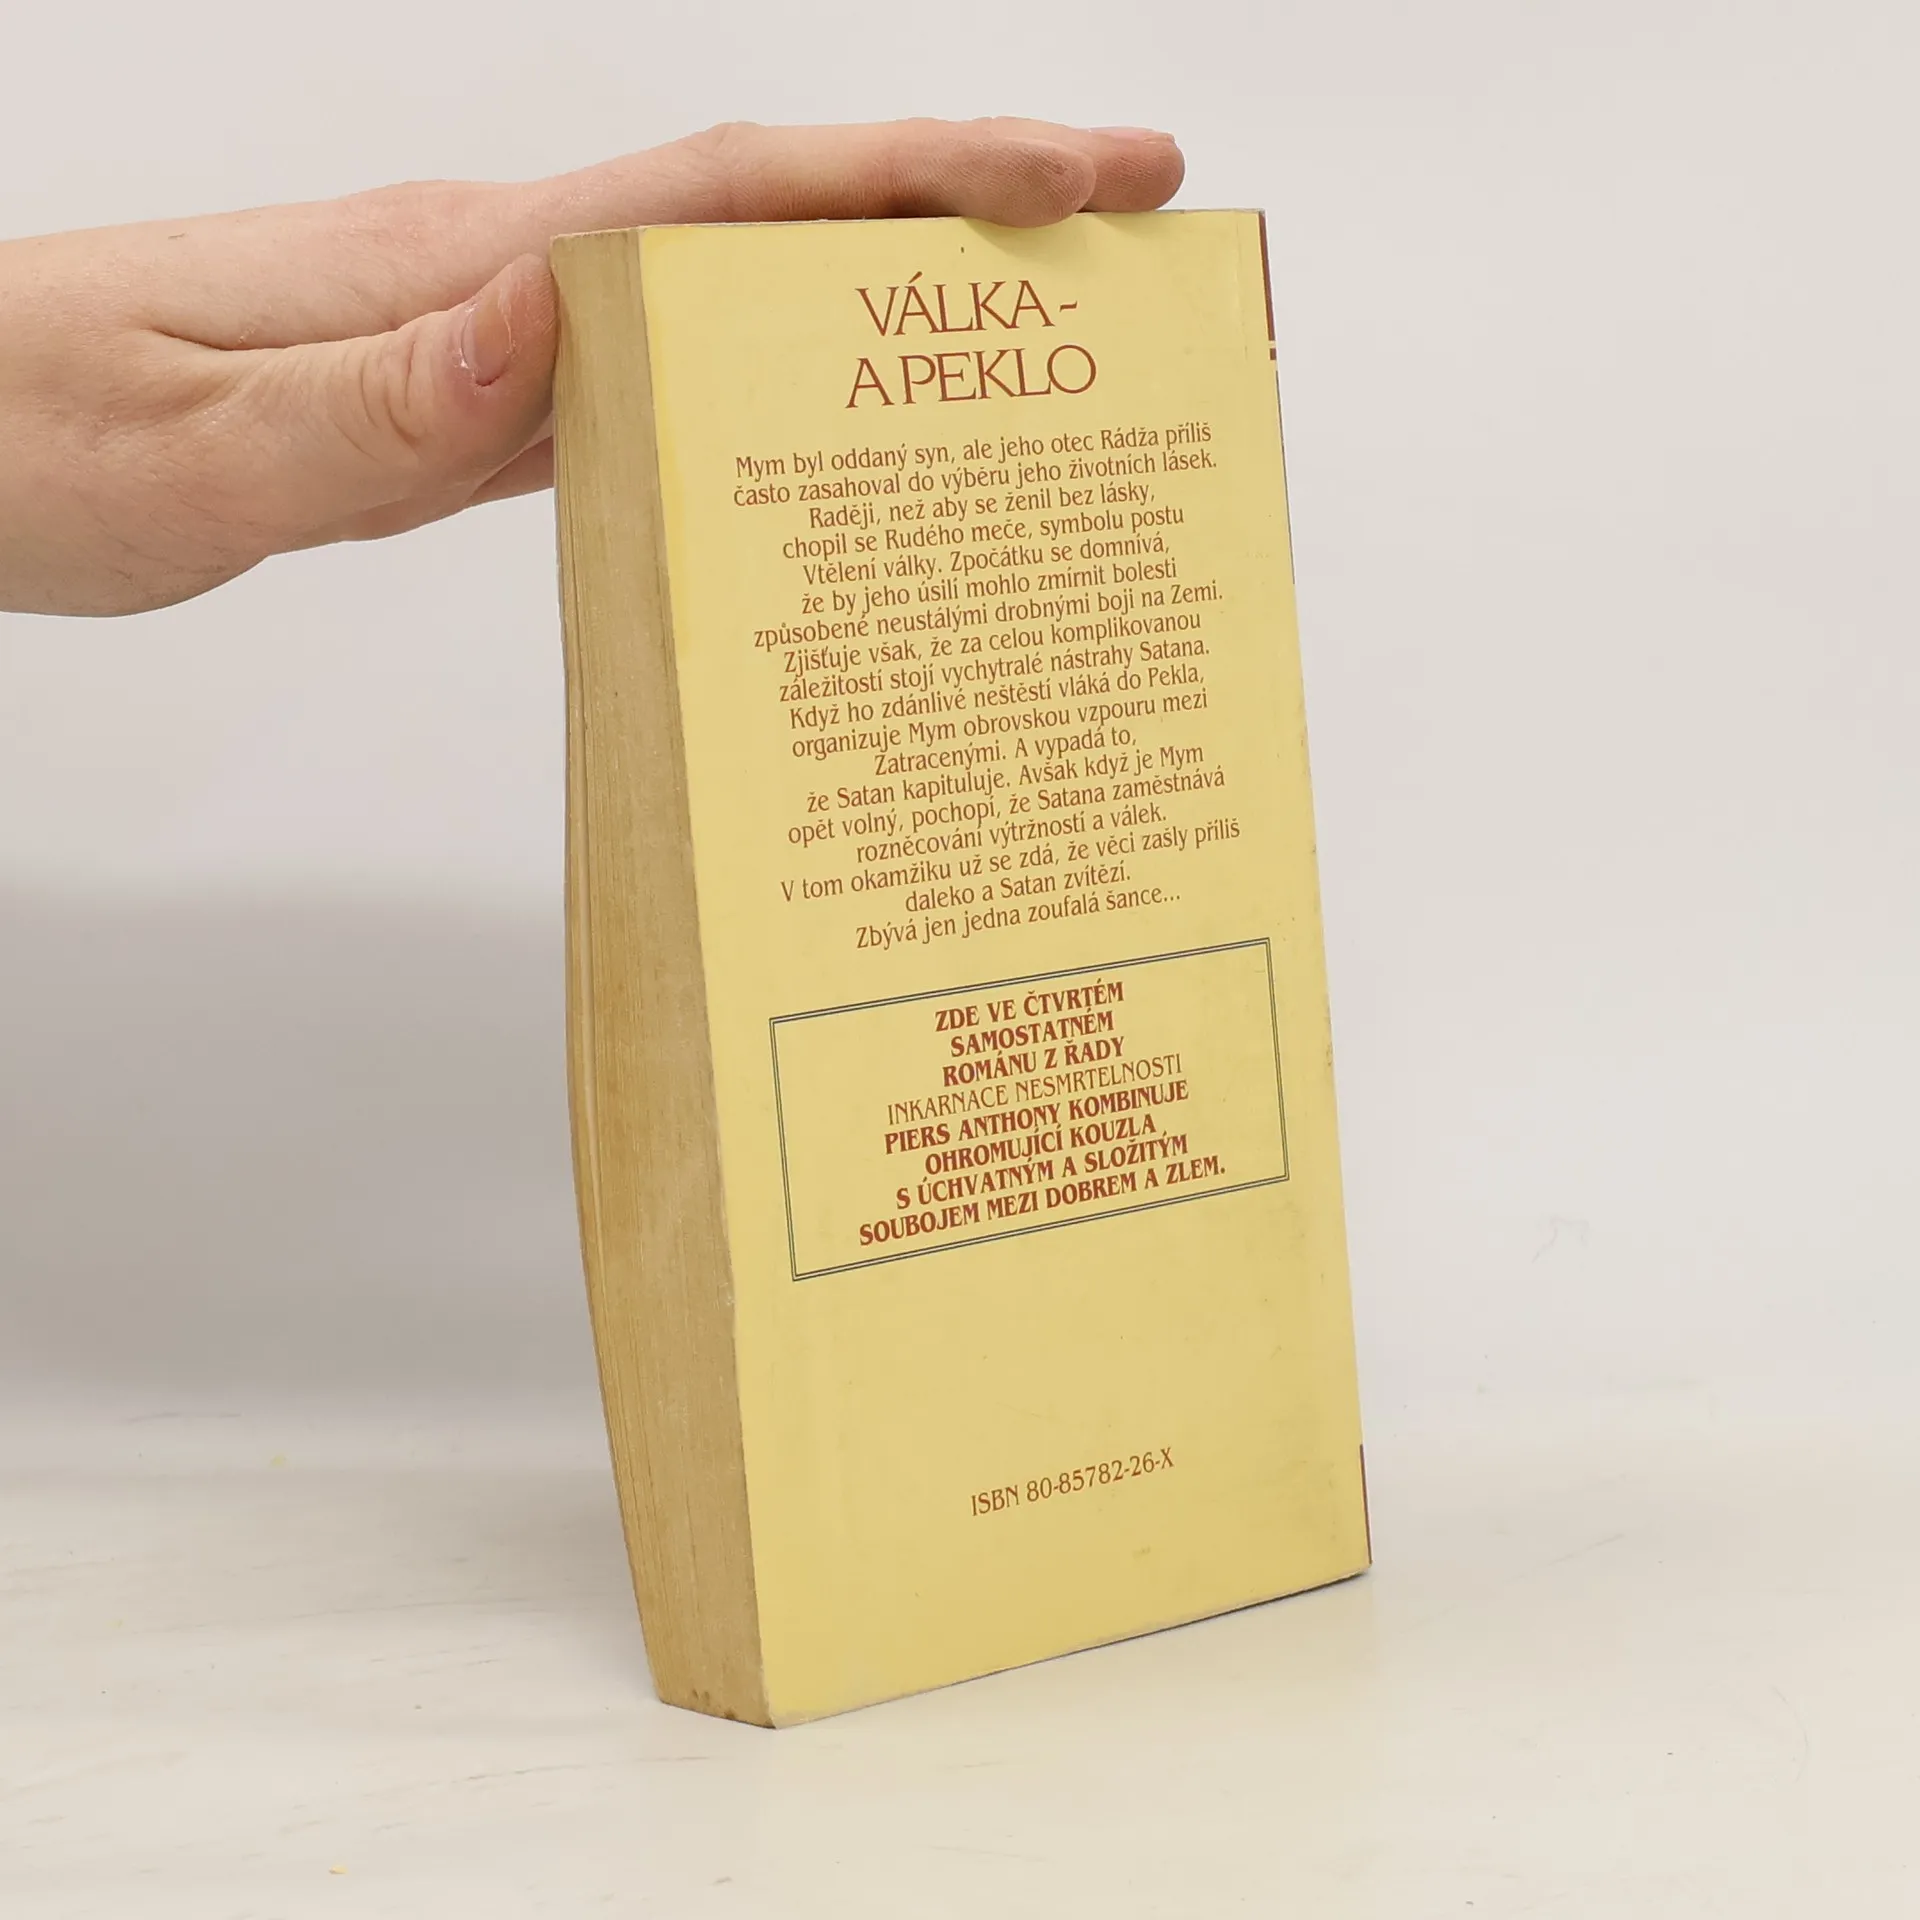 VÁLKA -
A PEKLO
Mym byl oddaný syn, ale jeho otec Rádža příliš
často zasahoval do výběru jeho životních lásek.
Raději, než aby se ženil bez lásky,
chopil se Rudého meče, symbolu postu
Vtělení války. Zpočátku se domnívá,
že by jeho úsilí mohlo zmírnit bolesti
způsobené neustálými drobnými boji na Zemi.
Zjišťuje však, že za celou komplikovanou
záležitostí stojí vychytralé nástrahy Satana.
Když ho zdánlivé neštěstí vláká do Pekla,
organizuje Mym obrovskou vzpouru mezi
Zatracenými. A vypadá to,
že Satan kapituluje. Avšak když je Mym
opět volný, pochopí, že Satana zaměstnává
rozněcování výtržností a válek.
V tom okamžiku už se zdá, že věci zašly příliš
daleko a Satan zvítězí.
Zbývá jen jedna zoufalá šance...
ZDE VE ČTVRTÉM
SAMOSTATNÉM
ROMÁNU Z ŘADY
INKARNACE NESMRTELNOSTI
PIERS ANTHONY KOMBINUJE
OHROMUJÍCÍ KOUZLA
S ÚCHVATNÝM A SLOŽITÝM
SOUBOJEM MEZI DOBREM A ZLEM.
ISBN 80-85782-26-X